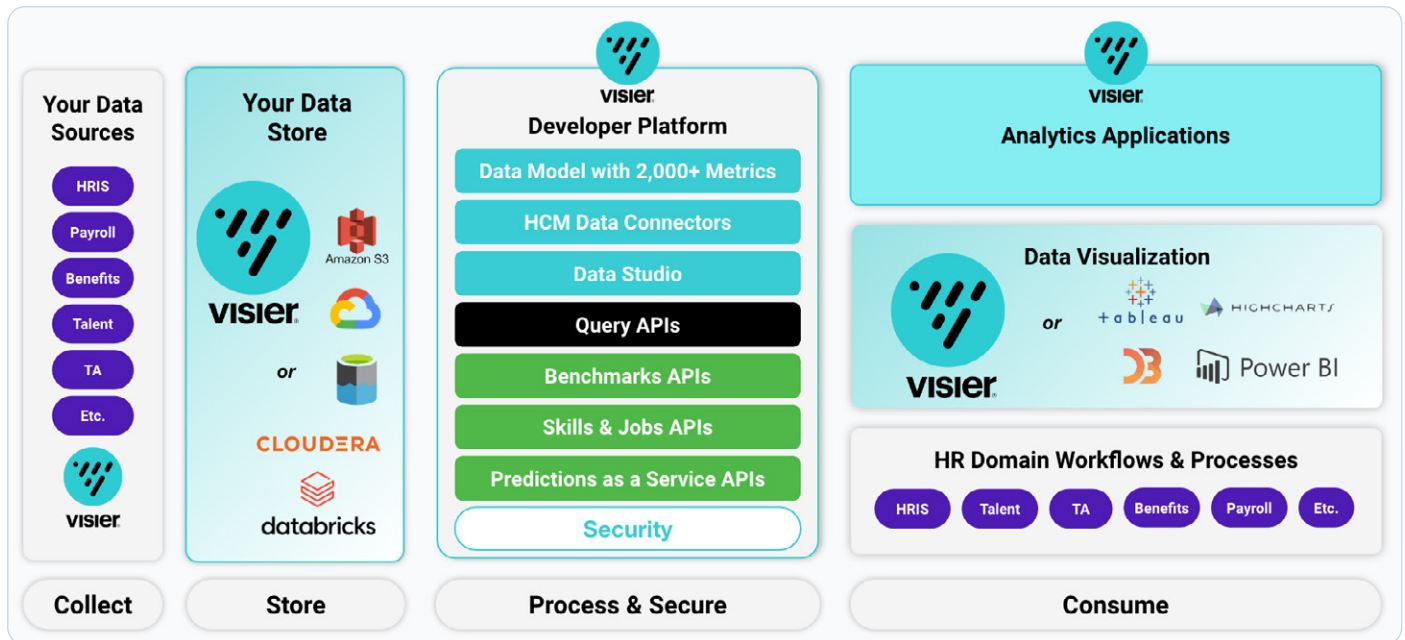 Your Data
Sources
HRIS
Payroll
Benefits
Talent
TA
Etc.
VISIER
Collect
Your Data
Store
VISIER
Amazon S3
or
CLOUDERA
databricks
Store
VISIER
Developer Platform
Data Model with 2,000+ Metrics
HCM Data Connectors
Data Studio
Query APIs
Benchmarks APIs
Skills & Jobs APIs
Predictions as a Service APIs
Security
Process & Secure
VISIER
Analytics Applications
Data Visualization
VISIER
or
+ a b l e a u
HIGHCHARTS
D3
Power BI
HR Domain Workflows & Processes
HRIS
Talent
TA
Benefits
Payroll
Etc.
Consume